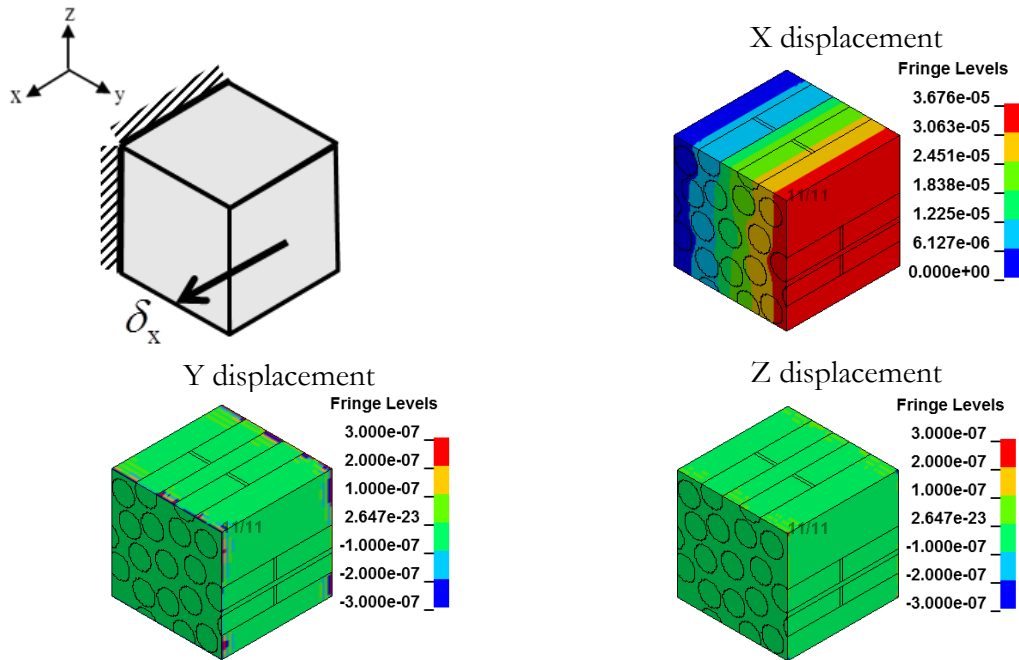 z
x
y
δx
X displacement
Fringe Levels
3.676e-05
3.063e-05
2.451e-05
1.838e-05
1.225e-05
6.127e-06
0.000e+00
11/11
Y displacement
Fringe Levels
3.000e-07
2.000e-07
1.000e-07
2.647e-23
-1.000e-07
-2.000e-07
-3.000e-07
11/11
Z displacement
Fringe Levels
3.000e-07
2.000e-07
1.000e-07
2.647e-23
-1.000e-07
-2.000e-07
-3.000e-07
11/11